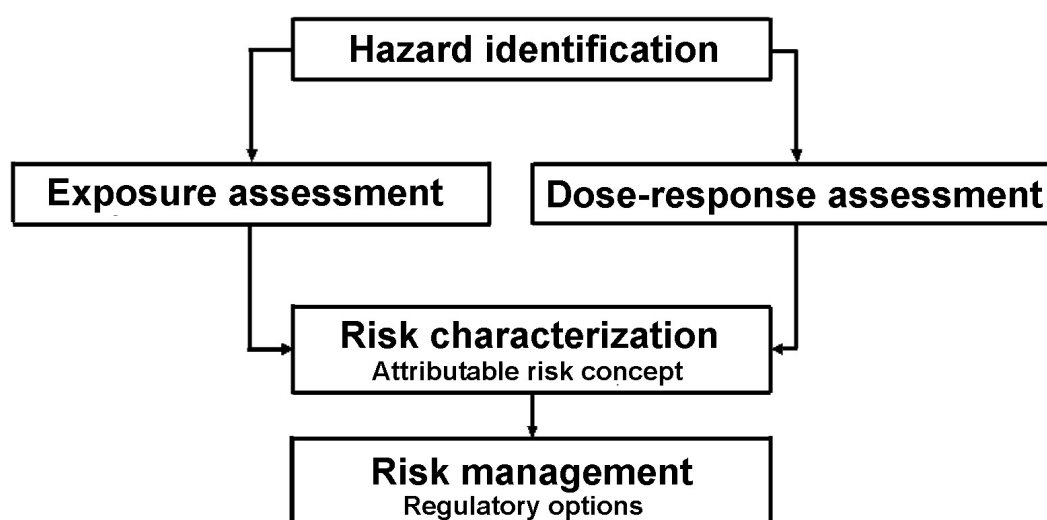 Hazard identification
Exposure assessment
Dose-response assessment
Risk characterization
Attributable risk concept
Risk management
Regulatory options